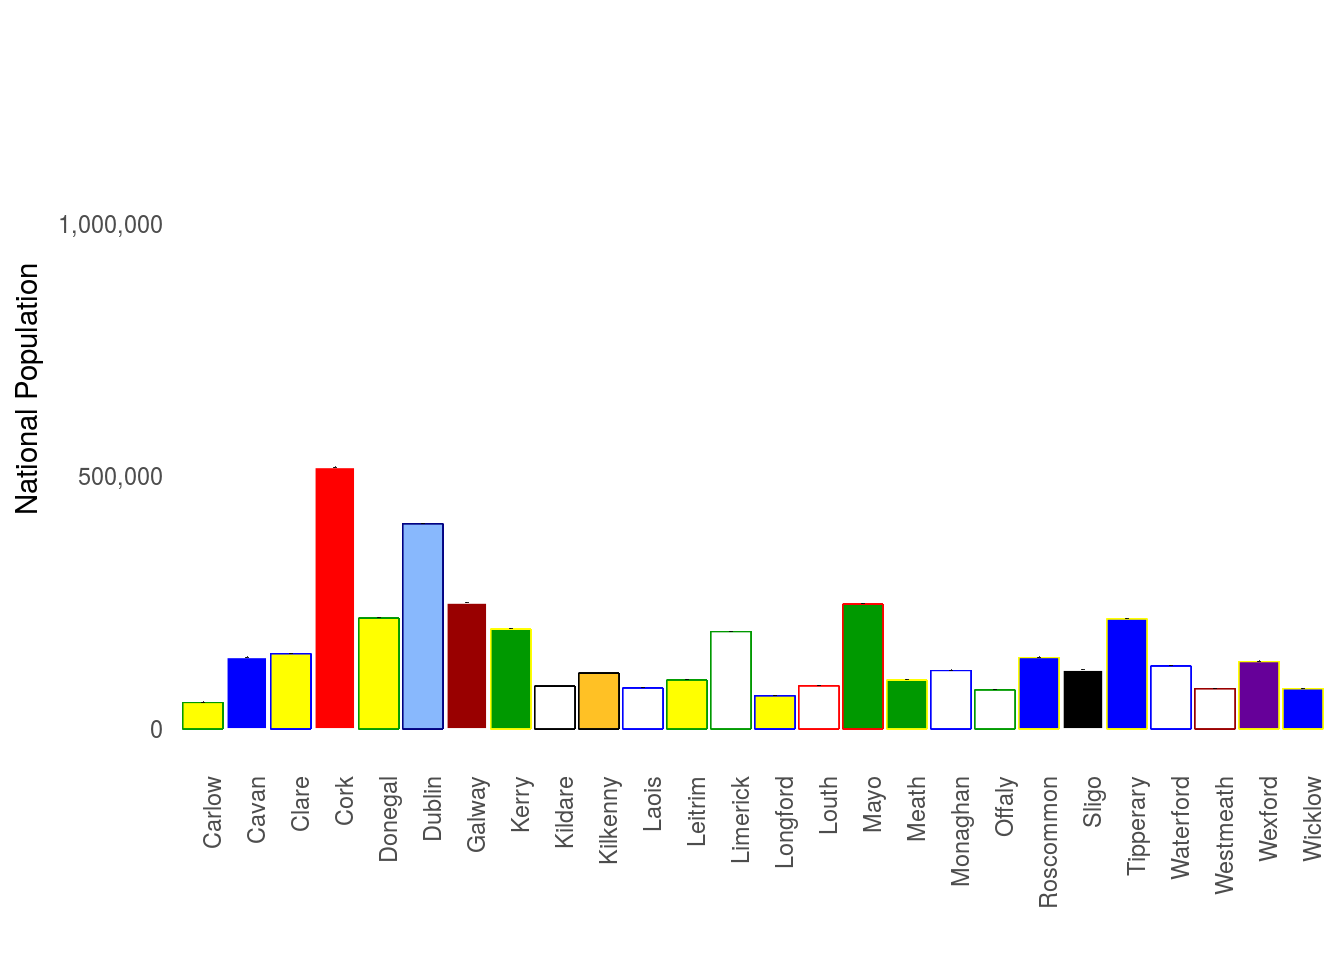 National Population
1,000,000
500,000
0
Carlow
Cavan
Clare
Cork
Donegal
Dublin
Galway
Kerry
Kildare
Kilkenny
Laois
Leitrim
Limerick
Longford
Louth
Mayo
Meath
Monaghan
Offaly
Roscommon
Sligo
Tipperary
Waterford
Westmeath
Wexford
Wicklow